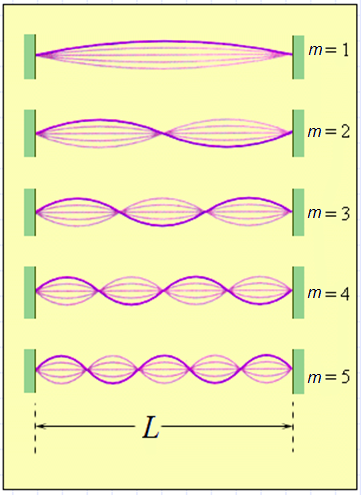 m = 1
m = 2
m = 3
m = 4
m = 5
L